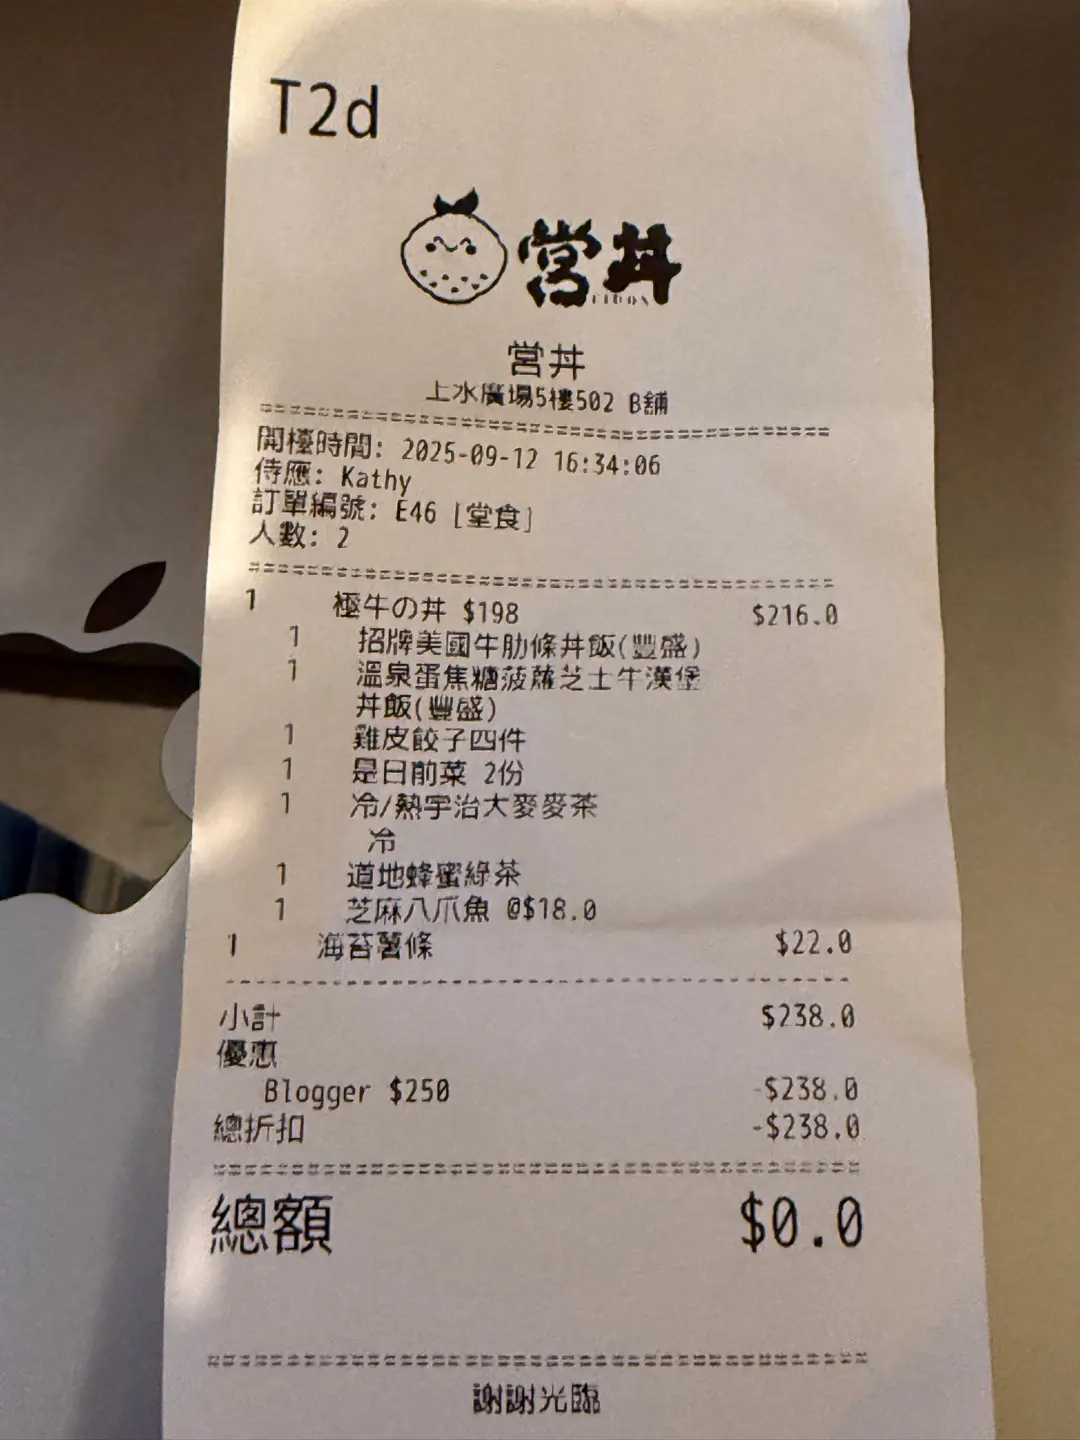 T2d
営丼
営丼
上水廣場5樓502 B舖
開檯時間: 2025-09-12 16:34:06
侍應: Kathy
訂單編號: E46 [堂食]
人數: 2
1 極牛の丼 $198 $216.0
1 招牌美國牛肋條丼飯(豐盛)
1 溫泉蛋焦糖菠蘿芝士牛漢堡
丼飯(豐盛)
1 雞皮餃子四件
1 是日前菜 2份
1 冷/熱宇治大麥麥茶
冷
1 道地蜂蜜綠茶
1 芝麻八爪魚 @$18.0
1 海苔薯條 $22.0
小計 $238.0
優惠
Blogger $250 -$238.0
總折扣 -$238.0
總額 $0.0
謝謝光臨